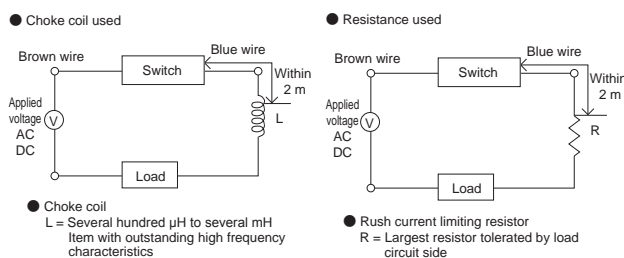 ● Choke coil used
Brown wire
Blue wire
Switch
Within
2 m
Applied
voltage
AC
DC
V
L
Load
● Choke coil
L = Several hundred µH to several mH
Item with outstanding high frequency
characteristics
● Resistance used
Brown wire
Blue wire
Switch
Within
2 m
Applied
voltage
AC
DC
V
R
Load
● Rush current limiting resistor
R = Largest resistor tolerated by load
circuit side